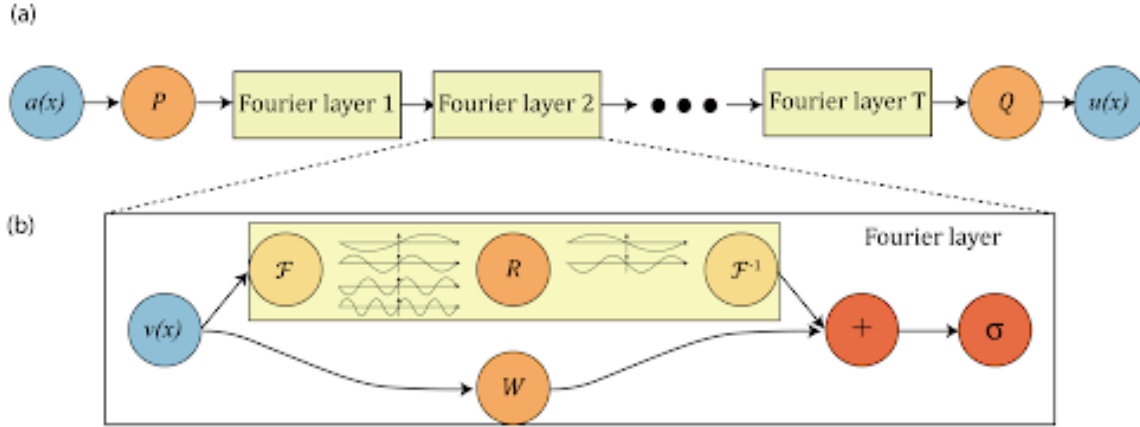 (a)
a(x) P Fourier layer 1 Fourier layer 2 ••• Fourier layer T Q u(x)
(b)
Fourier layer
ℱ R ℱ⁻¹
v(x) + σ
W